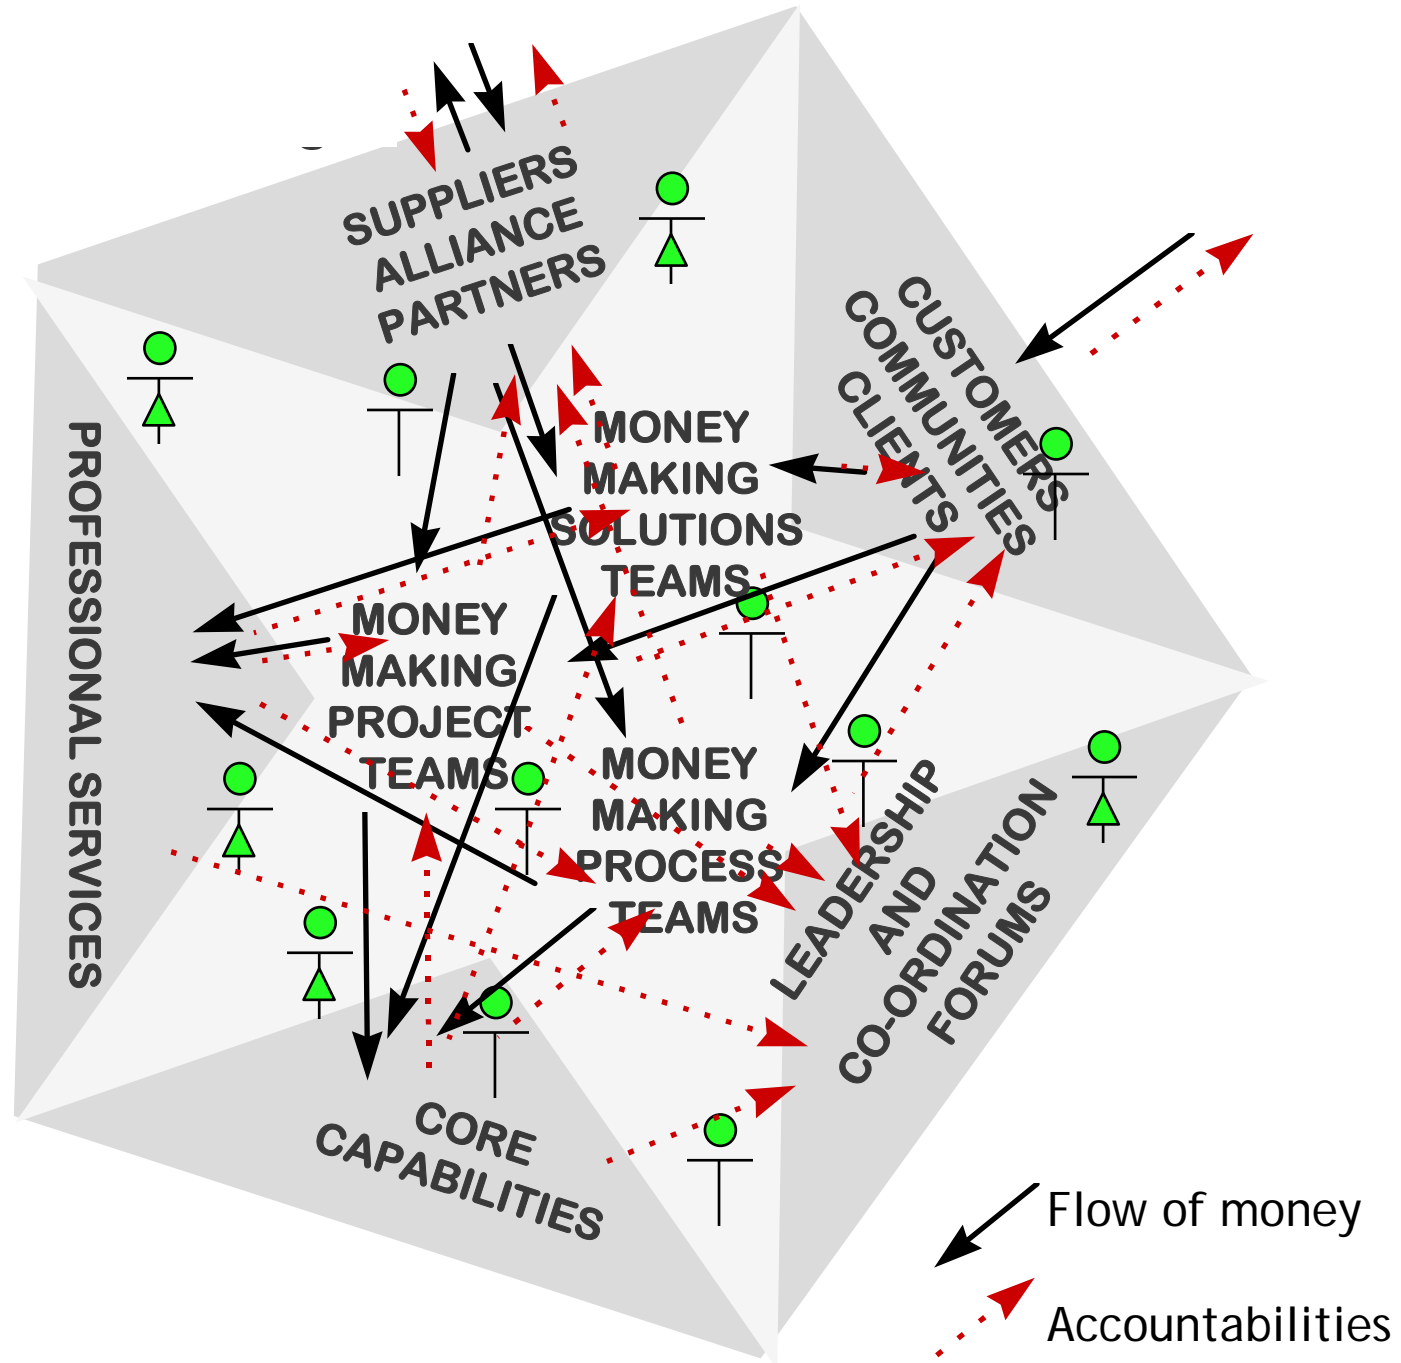 SUPPLIERS
ALLIANCE
PARTNERS
CUSTOMERS
COMMUNITIES
CLIENTS
MONEY
MAKING
SOLUTIONS
TEAMS
PROFESSIONAL SERVICES
MONEY
MAKING
PROJECT
TEAMS
MONEY
MAKING
PROCESS
TEAMS
LEADERSHIP
AND
CO-ORDINATION
FORUMS
CORE
CAPABILITIES
Flow of money
Accountabilities